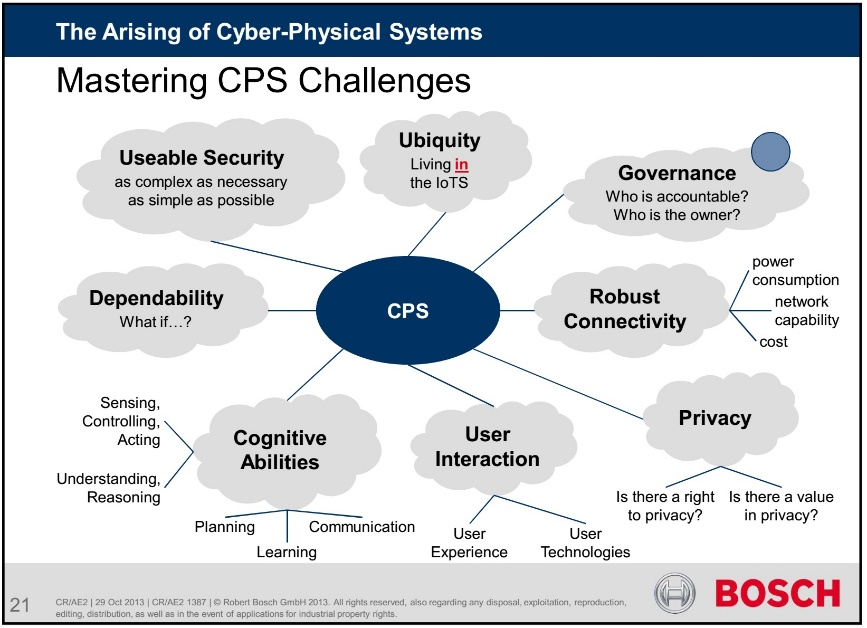 The Arising of Cyber-Physical Systems
Mastering CPS Challenges
Useable Security
as complex as necessary
as simple as possible
Ubiquity
Living in
the IoTS
Governance
Who is accountable?
Who is the owner?
Dependability
What if…?
CPS
Robust
Connectivity
power
consumption
network
capability
cost
Sensing,
Controlling,
Acting
Understanding,
Reasoning
Cognitive
Abilities
Planning
Learning
Communication
User
Interaction
User
Experience
User
Technologies
Privacy
Is there a right
to privacy?
Is there a value
in privacy?
21
CR/AE2 | 29 Oct 2013 | CR/AE2 1387 | © Robert Bosch GmbH 2013. All rights reserved, also regarding any disposal, exploitation, reproduction,
editing, distribution, as well as in the event of applications for industrial property rights.
BOSCH